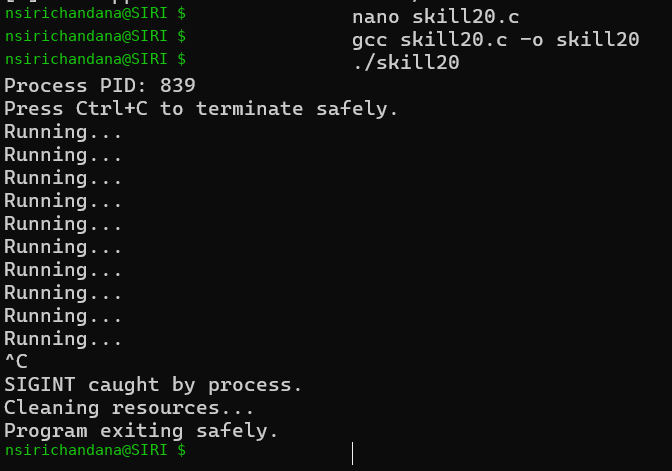 nsirichandana@SIRI $ nano skill20.c
nsirichandana@SIRI $ gcc skill20.c -o skill20
nsirichandana@SIRI $ ./skill20
Process PID: 839
Press Ctrl+C to terminate safely.
Running...
Running...
Running...
Running...
Running...
Running...
Running...
Running...
Running...
Running...
^C
SIGINT caught by process.
Cleaning resources...
Program exiting safely.
nsirichandana@SIRI $